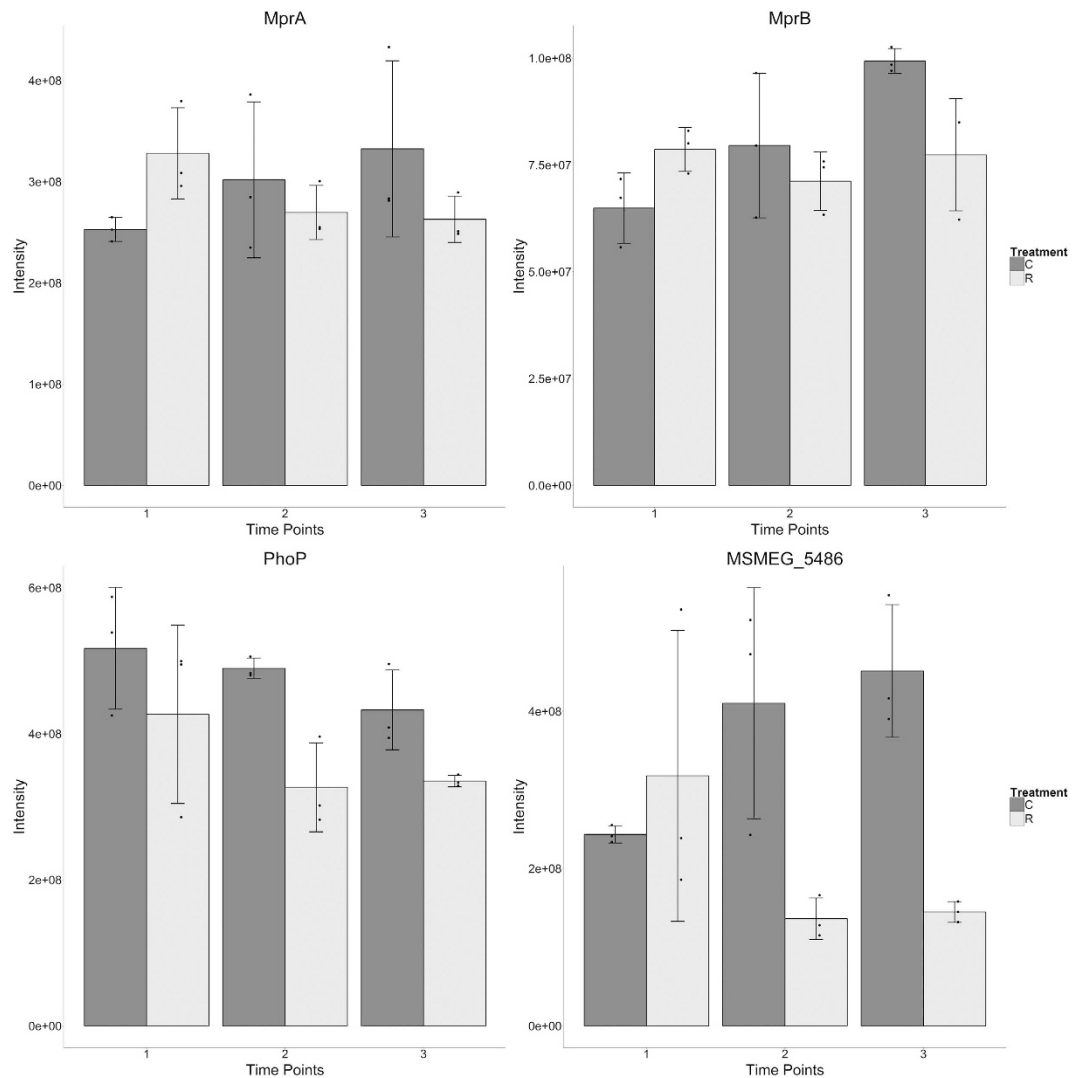 MprA
4e+08
3e+08
2e+08
1e+08
0e+00
Intensity
1 2 3
Time Points
MprB
1.0e+08
7.5e+07
5.0e+07
2.5e+07
0.0e+00
Intensity
1 2 3
Time Points
Treatment
C
R
PhoP
6e+08
4e+08
2e+08
0e+00
Intensity
1 2 3
Time Points
MSMEG_5486
4e+08
2e+08
0e+00
Intensity
1 2 3
Time Points
Treatment
C
R